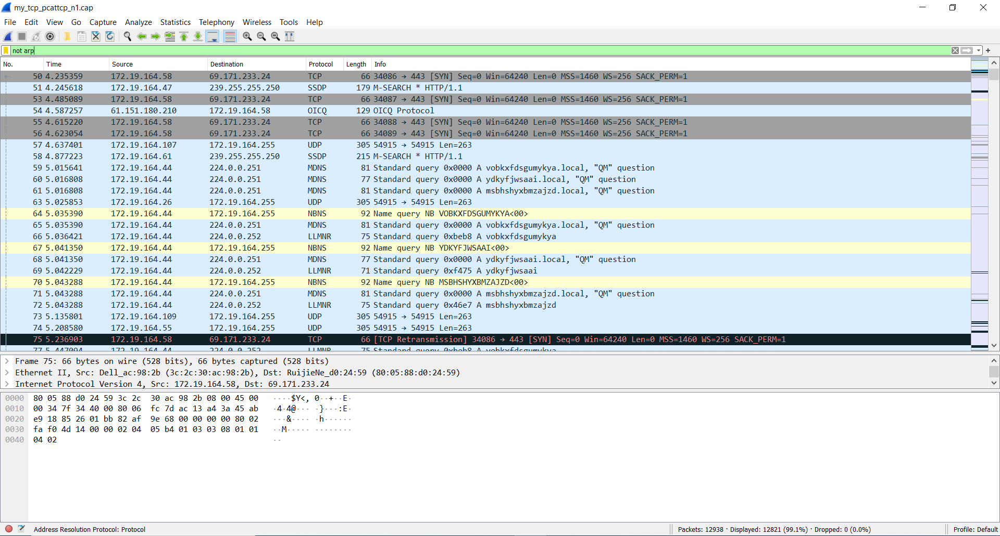 my_tcp_pcattcp_n1.cap
File Edit View Go Capture Analyze Statistics Telephony Wireless Tools Help
not arp
No. Time Source Destination Protocol Length Info
50 4.235359 172.19.164.58 69.171.233.24 TCP 66 34086 → 443 [SYN] Seq=0 Win=64240 Len=0 MSS=1460 WS=256 SACK_PERM=1
51 4.245618 172.19.164.47 239.255.255.250 SSDP 179 M-SEARCH * HTTP/1.1
53 4.485089 172.19.164.58 69.171.233.24 TCP 66 34087 → 443 [SYN] Seq=0 Win=64240 Len=0 MSS=1460 WS=256 SACK_PERM=1
54 4.587257 61.151.180.210 172.19.164.58 OICQ 129 OICQ Protocol
55 4.615220 172.19.164.58 69.171.233.24 TCP 66 34088 → 443 [SYN] Seq=0 Win=64240 Len=0 MSS=1460 WS=256 SACK_PERM=1
56 4.623054 172.19.164.58 69.171.233.24 TCP 66 34089 → 443 [SYN] Seq=0 Win=64240 Len=0 MSS=1460 WS=256 SACK_PERM=1
57 4.637401 172.19.164.107 172.19.164.255 UDP 305 54915 → 54915 Len=263
58 4.877223 172.19.164.61 239.255.255.250 SSDP 215 M-SEARCH * HTTP/1.1
59 5.015641 172.19.164.44 224.0.0.251 MDNS 81 Standard query 0x0000 A vobkxfdsgumykya.local, "QM" question
60 5.016808 172.19.164.44 224.0.0.251 MDNS 77 Standard query 0x0000 A ydkyfjwsaai.local, "QM" question
61 5.016808 172.19.164.44 224.0.0.251 MDNS 81 Standard query 0x0000 A msbhshyxbmzajzd.local, "QM" question
63 5.025853 172.19.164.26 172.19.164.255 UDP 305 54915 → 54915 Len=263
64 5.035390 172.19.164.44 172.19.164.255 NBNS 92 Name query NB VOBKXFDSGUMYKYA<00>
65 5.035390 172.19.164.44 224.0.0.251 MDNS 81 Standard query 0x0000 A vobkxfdsgumykya.local, "QM" question
66 5.036421 172.19.164.44 224.0.0.252 LLMNR 75 Standard query 0xbeb8 A vobkxfdsgumykya
67 5.041350 172.19.164.44 172.19.164.255 NBNS 92 Name query NB YDKYFJWSAAI<00>
68 5.041350 172.19.164.44 224.0.0.251 MDNS 77 Standard query 0x0000 A ydkyfjwsaai.local, "QM" question
69 5.042229 172.19.164.44 224.0.0.252 LLMNR 71 Standard query 0xf475 A ydkyfjwsaai
70 5.043288 172.19.164.44 172.19.164.255 NBNS 92 Name query NB MSBHSHYXBMZAJZD<00>
71 5.043288 172.19.164.44 224.0.0.251 MDNS 81 Standard query 0x0000 A msbhshyxbmzajzd.local, "QM" question
72 5.043288 172.19.164.44 224.0.0.252 LLMNR 75 Standard query 0x46e7 A msbhshyxbmzajzd
73 5.135801 172.19.164.109 172.19.164.255 UDP 305 54915 → 54915 Len=263
74 5.208580 172.19.164.55 172.19.164.255 UDP 305 54915 → 54915 Len=263
75 5.236903 172.19.164.58 69.171.233.24 TCP 66 [TCP Retransmission] 34086 → 443 [SYN] Seq=0 Win=64240 Len=0 MSS=1460 WS=256 SACK_PERM=1
77 5.447094 172.19.164.44 224.0.0.252 LLMNR 75 Standard query 0xbeb8 A vobkxfdsgumykya
Frame 75: 66 bytes on wire (528 bits), 66 bytes captured (528 bits)
Ethernet II, Src: Dell_ac:98:2b (3c:2c:30:ac:98:2b), Dst: RuijieNe_d0:24:59 (80:05:88:d0:24:59)
Internet Protocol Version 4, Src: 172.19.164.58, Dst: 69.171.233.24
0000 80 05 88 d0 24 59 3c 2c 30 ac 98 2b 08 00 45 00 ····$Y<, 0··+··E·
0010 00 34 7f 34 40 00 80 06 fc 7d ac 13 a4 3a 45 ab ·4·4@··· ·}···:E·
0020 e9 18 85 26 01 bb 82 af 9e 68 00 00 00 00 80 02 ···&···· ·h······
0030 fa f0 4d 14 00 00 02 04 05 b4 01 03 03 08 01 01 ··M····· ········
0040 04 02 ··
Address Resolution Protocol: Protocol
Packets: 12938 · Displayed: 12821 (99.1%) · Dropped: 0 (0.0%)
Profile: Default